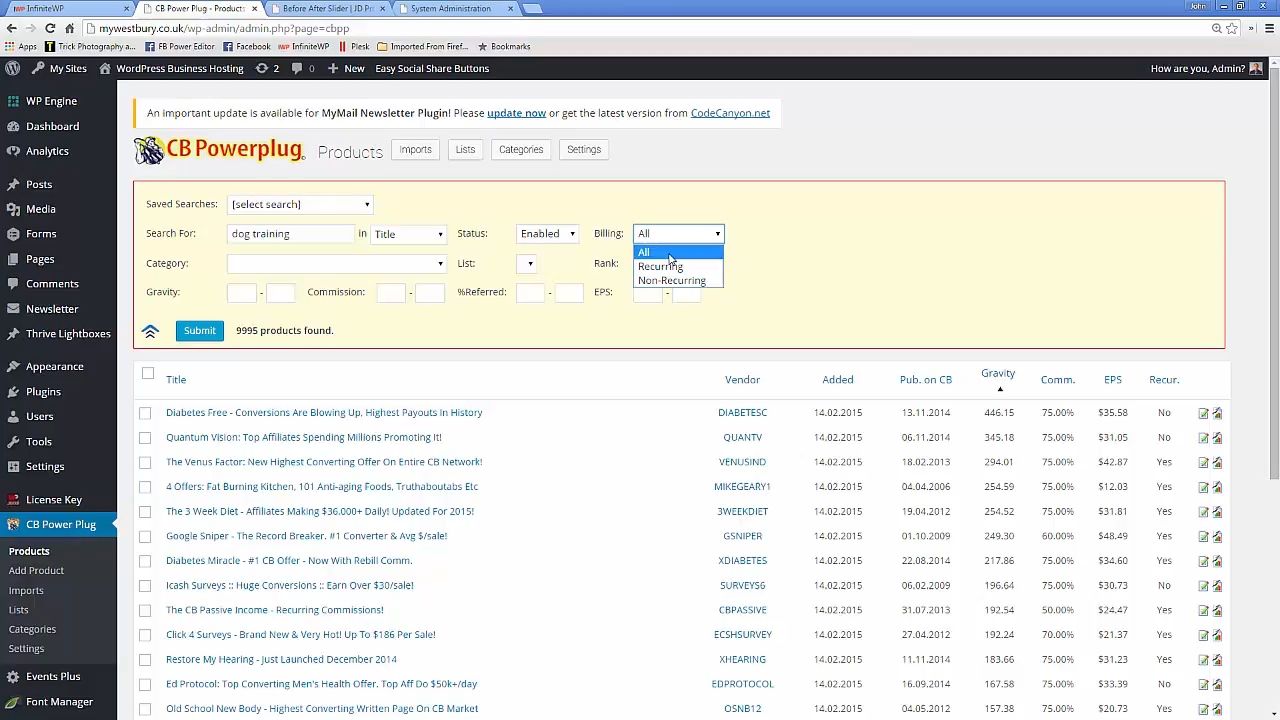 InfiniteWP
CB Power Plug - Products
Before After Slider | JD Pr
System Administration
John
mywestbury.co.uk/wp-admin/admin.php?page=cbpp
Apps
Trick Photography a...
FB Power Editor
Facebook
InfiniteWP
Plesk
Imported From Firef...
Bookmarks
My Sites
WordPress Business Hosting
2
0
New
Easy Social Share Buttons
How are you, Admin?
WP Engine
Dashboard
Analytics
Posts
Media
Forms
Pages
Comments
Newsletter
Thrive Lightboxes
Appearance
Plugins
Users
Tools
Settings
License Key
CB Power Plug
Products
Add Product
Imports
Lists
Categories
Settings
Events Plus
Font Manager
An important update is available for MyMail Newsletter Plugin! Please update now or get the latest version from CodeCanyon.net
CB Powerplug Products Imports Lists Categories Settings
Saved Searches: [select search]
Search For: dog training in Title Status: Enabled Billing: All
All
Recurring
Non-Recurring
Category: List: Rank:
Gravity: - Commission: - %Referred: - EPS: -
Submit 9995 products found.
Title Vendor Added Pub. on CB Gravity Comm. EPS Recur.
Diabetes Free - Conversions Are Blowing Up, Highest Payouts In History DIABETESC 14.02.2015 13.11.2014 446.15 75.00% $35.58 No
Quantum Vision: Top Affiliates Spending Millions Promoting It! QUANTV 14.02.2015 06.11.2014 345.18 75.00% $31.05 No
The Venus Factor: New Highest Converting Offer On Entire CB Network! VENUSIND 14.02.2015 18.02.2013 294.01 75.00% $42.87 Yes
4 Offers: Fat Burning Kitchen, 101 Anti-aging Foods, Truthaboutabs Etc MIKEGEARY1 14.02.2015 04.04.2006 254.59 75.00% $12.03 Yes
The 3 Week Diet - Affiliates Making $36,000+ Daily! Updated For 2015! 3WEEKDIET 14.02.2015 19.04.2014 254.52 75.00% $31.81 Yes
Google Sniper - The Record Breaker. #1 Converter & Avg $/sale! GSNIPER 14.02.2015 01.10.2009 249.30 60.00% $48.49 Yes
Diabetes Miracle - #1 CB Offer - Now With Rebill Comm. XDIABETES 14.02.2015 22.08.2014 217.86 75.00% $34.60 Yes
Icash Surveys :: Huge Conversions :: Earn Over $30/sale! SURVEYS6 14.02.2015 06.02.2009 196.64 75.00% $30.73 No
The CB Passive Income - Recurring Commissions! CBPASSIVE 14.02.2015 31.07.2013 192.54 50.00% $24.47 Yes
Click 4 Surveys - Brand New & Very Hot! Up To $186 Per Sale! ECSHSURVEY 14.02.2015 27.04.2012 192.24 70.00% $21.37 Yes
Restore My Hearing - Just Launched December 2014 XHEARING 14.02.2015 11.11.2014 183.66 75.00% $31.23 Yes
Ed Protocol: Top Converting Men's Health Offer. Top Aff Do $50k+/day EDPROTOCOL 14.02.2015 16.09.2014 167.58 75.00% $33.39 No
Old School New Body - Highest Converting Written Page On CB Market OSNB12 14.02.2015 04.05.2012 157.38 75.00% $20.73 Yes